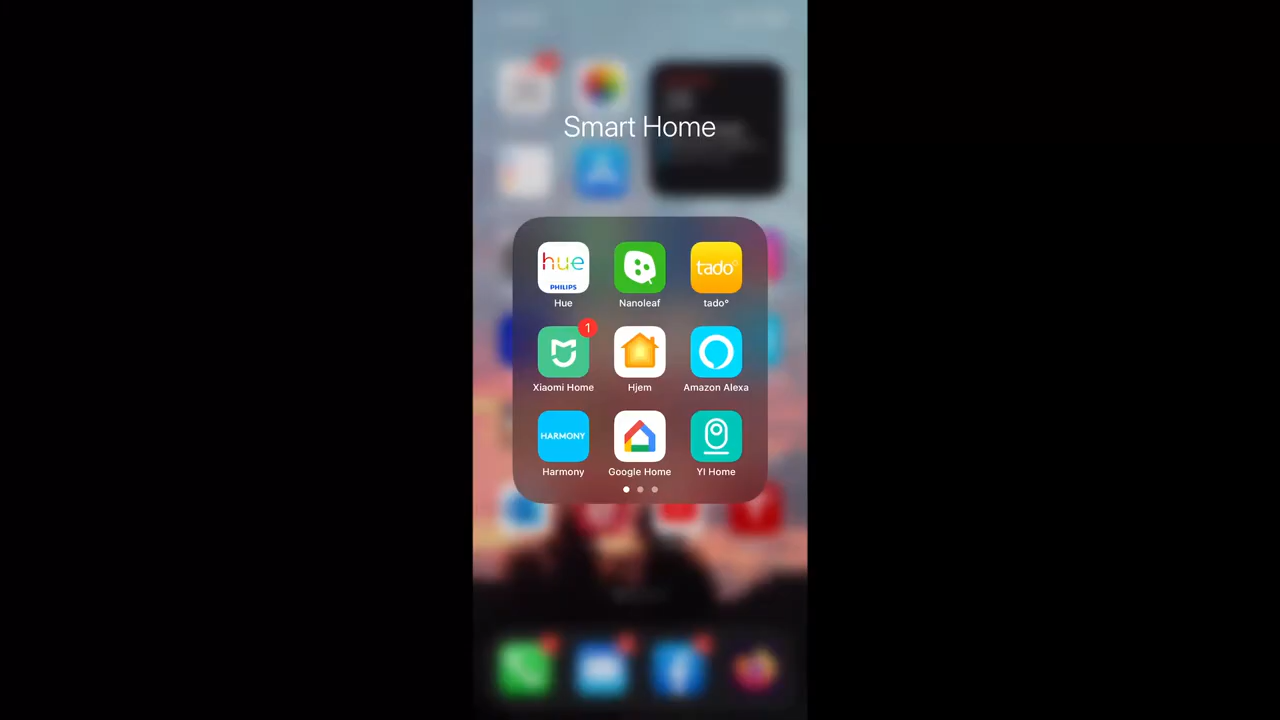 Smart Home
hue
PHILIPS
tado°
Hue
Nanoleaf
tado°
1
Xiaomi Home
Hjem
Amazon Alexa
HARMONY
Harmony
Google Home
YI Home